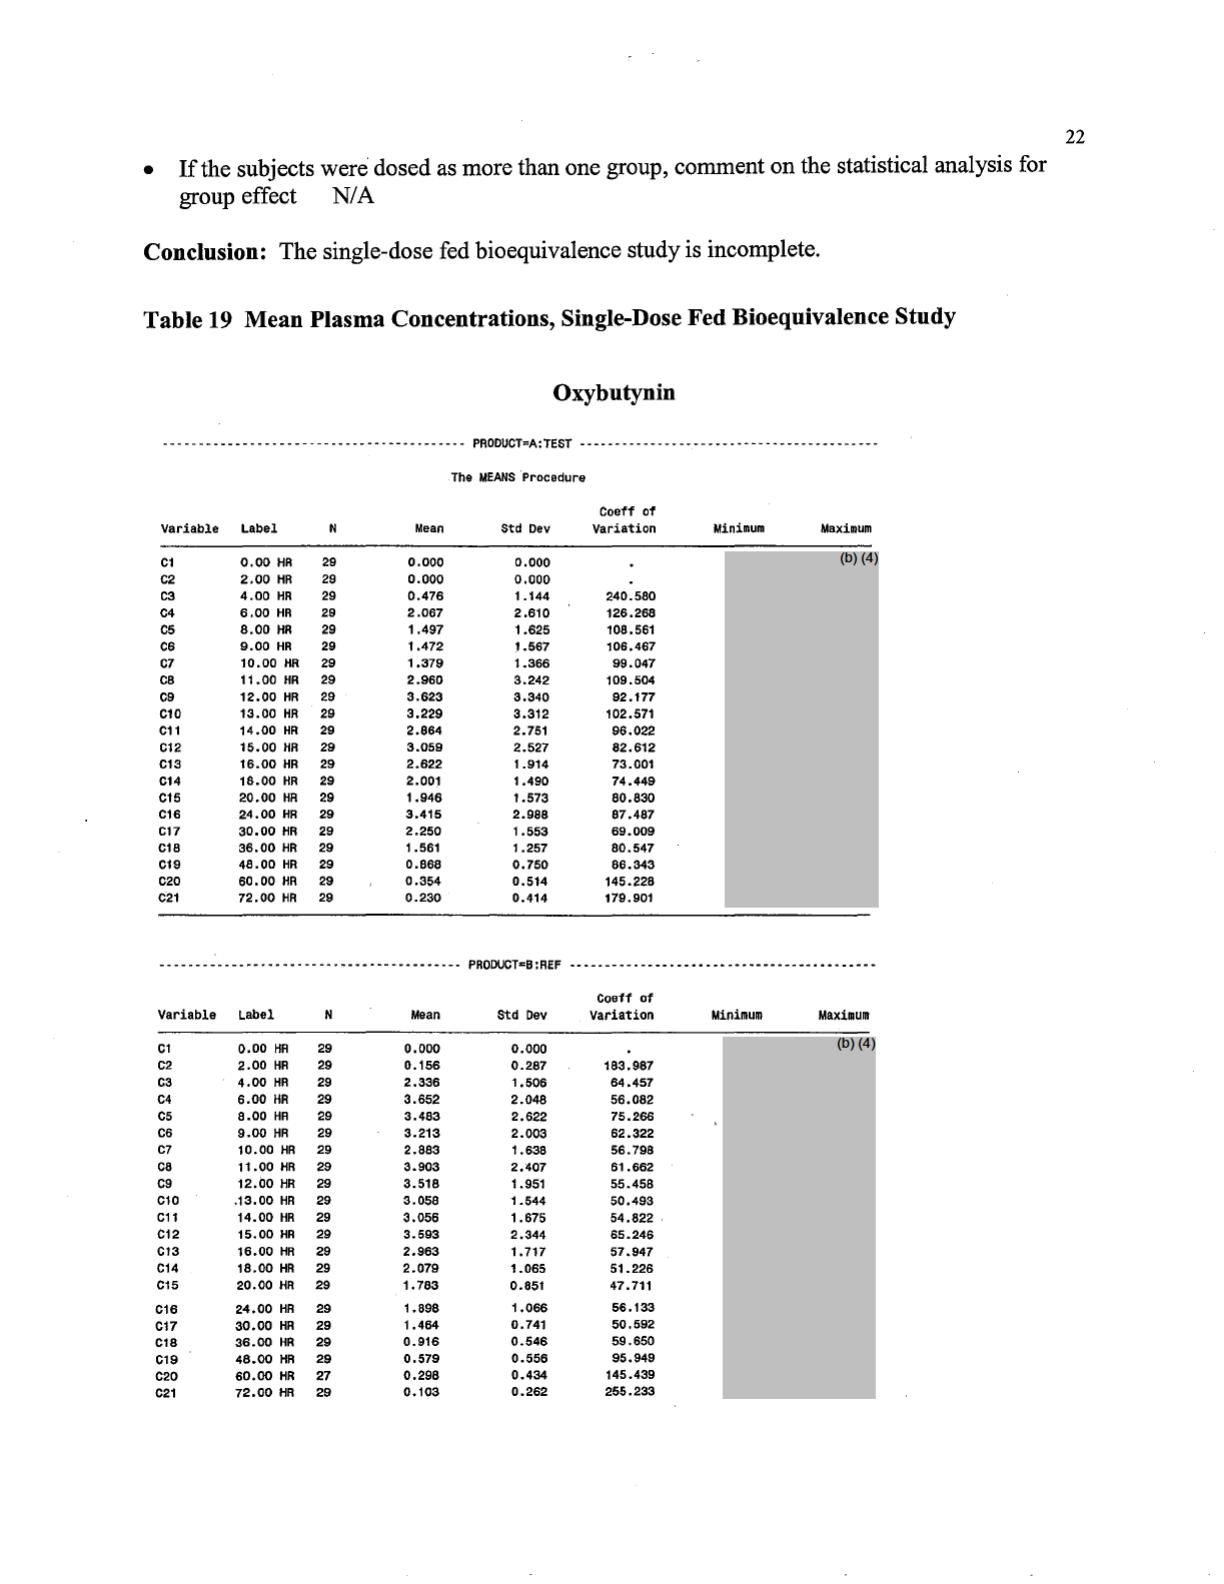 22
• If the subjects were dosed as more than one group, comment on the statistical analysis for
group effect N/A
Conclusion: The single-dose fed bioequivalence study is incomplete.
Table 19 Mean Plasma Concentrations, Single-Dose Fed Bioequivalence Study
Oxybutynin
------------------------------------------ PRODUCT=A:TEST ------------------------------------------
The MEANS Procedure
Coeff of
Variable Label N Mean Std Dev Variation Minimum Maximum
(b) (4)
C1 0.00 HR 29 0.000 0.000 .
C2 2.00 HR 29 0.000 0.000 .
C3 4.00 HR 29 0.476 1.144 240.580
C4 6.00 HR 29 2.067 2.610 126.268
C5 8.00 HR 29 1.497 1.625 108.561
C6 9.00 HR 29 1.472 1.567 106.467
C7 10.00 HR 29 1.379 1.366 99.047
C8 11.00 HR 29 2.960 3.242 109.504
C9 12.00 HR 29 3.623 3.340 92.177
C10 13.00 HR 29 3.229 3.312 102.571
C11 14.00 HR 29 2.864 2.751 96.022
C12 15.00 HR 29 3.059 2.527 82.612
C13 16.00 HR 29 2.622 1.914 73.001
C14 18.00 HR 29 2.001 1.490 74.449
C15 20.00 HR 29 1.946 1.573 80.830
C16 24.00 HR 29 3.415 2.988 87.487
C17 30.00 HR 29 2.250 1.553 69.009
C18 36.00 HR 29 1.561 1.257 80.547
C19 48.00 HR 29 0.868 0.750 86.343
C20 60.00 HR 29 0.354 0.514 145.228
C21 72.00 HR 29 0.230 0.414 179.901
------------------------------------------ PRODUCT=B:REF ------------------------------------------
Coeff of
Variable Label N Mean Std Dev Variation Minimum Maximum
(b) (4)
C1 0.00 HR 29 0.000 0.000 .
C2 2.00 HR 29 0.156 0.287 183.987
C3 4.00 HR 29 2.336 1.506 64.457
C4 6.00 HR 29 3.652 2.048 56.082
C5 8.00 HR 29 3.483 2.622 75.266
C6 9.00 HR 29 3.213 2.003 62.322
C7 10.00 HR 29 2.883 1.638 56.798
C8 11.00 HR 29 3.903 2.407 61.662
C9 12.00 HR 29 3.518 1.951 55.458
C10 13.00 HR 29 3.058 1.544 50.493
C11 14.00 HR 29 3.056 1.675 54.822
C12 15.00 HR 29 3.593 2.344 65.246
C13 16.00 HR 29 2.963 1.717 57.947
C14 18.00 HR 29 2.079 1.065 51.226
C15 20.00 HR 29 1.783 0.851 47.711
C16 24.00 HR 29 1.898 1.066 56.133
C17 30.00 HR 29 1.464 0.741 50.592
C18 36.00 HR 29 0.916 0.546 59.650
C19 48.00 HR 29 0.579 0.556 95.949
C20 60.00 HR 27 0.298 0.434 145.439
C21 72.00 HR 29 0.103 0.262 255.233